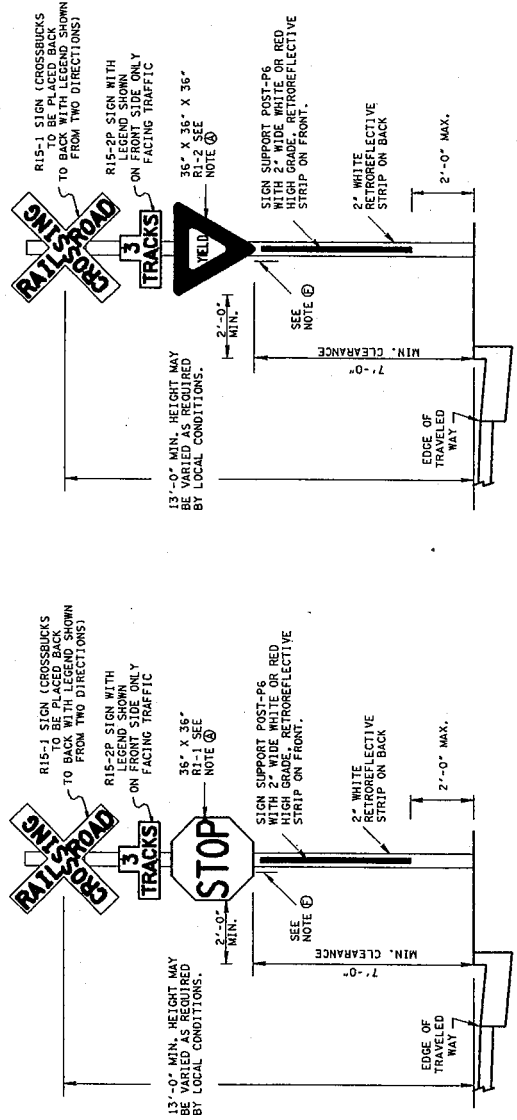 R15-1 SIGN (CROSSBUCKS
TO BE PLACED BACK
TO BACK WITH LEGEND SHOWN
FROM TWO DIRECTIONS)
RAILROAD
CROSSING
R15-2P SIGN WITH
LEGEND SHOWN
ON FRONT SIDE ONLY
FACING TRAFFIC
3
TRACKS
36" X 36"
R1-1 SEE
NOTE Ⓐ
STOP
13'-0" MIN. HEIGHT MAY
BE VARIED AS REQUIRED
BY LOCAL CONDITIONS.
2'-0"
MIN.
SEE
NOTE Ⓔ
SIGN SUPPORT POST-P6
WITH 2" WIDE WHITE OR RED
HIGH GRADE, RETROREFLECTIVE
STRIP ON FRONT.
7'-0"
MIN. CLEARANCE
2" WHITE
RETROREFLECTIVE
STRIP ON BACK
2'-0" MAX.
EDGE OF
TRAVELED
WAY
R15-1 SIGN (CROSSBUCKS
TO BE PLACED BACK
TO BACK WITH LEGEND SHOWN
FROM TWO DIRECTIONS)
RAILROAD
CROSSING
R15-2P SIGN WITH
LEGEND SHOWN
ON FRONT SIDE ONLY
FACING TRAFFIC
3
TRACKS
36" X 36" X 36"
R1-2 SEE
NOTE Ⓐ
YIELD
13'-0" MIN. HEIGHT MAY
BE VARIED AS REQUIRED
BY LOCAL CONDITIONS.
2'-0"
MIN.
SEE
NOTE Ⓔ
SIGN SUPPORT POST-P6
WITH 2" WIDE WHITE OR RED
HIGH GRADE, RETROREFLECTIVE
STRIP ON FRONT.
7'-0"
MIN. CLEARANCE
2" WHITE
RETROREFLECTIVE
STRIP ON BACK
2'-0" MAX.
EDGE OF
TRAVELED
WAY